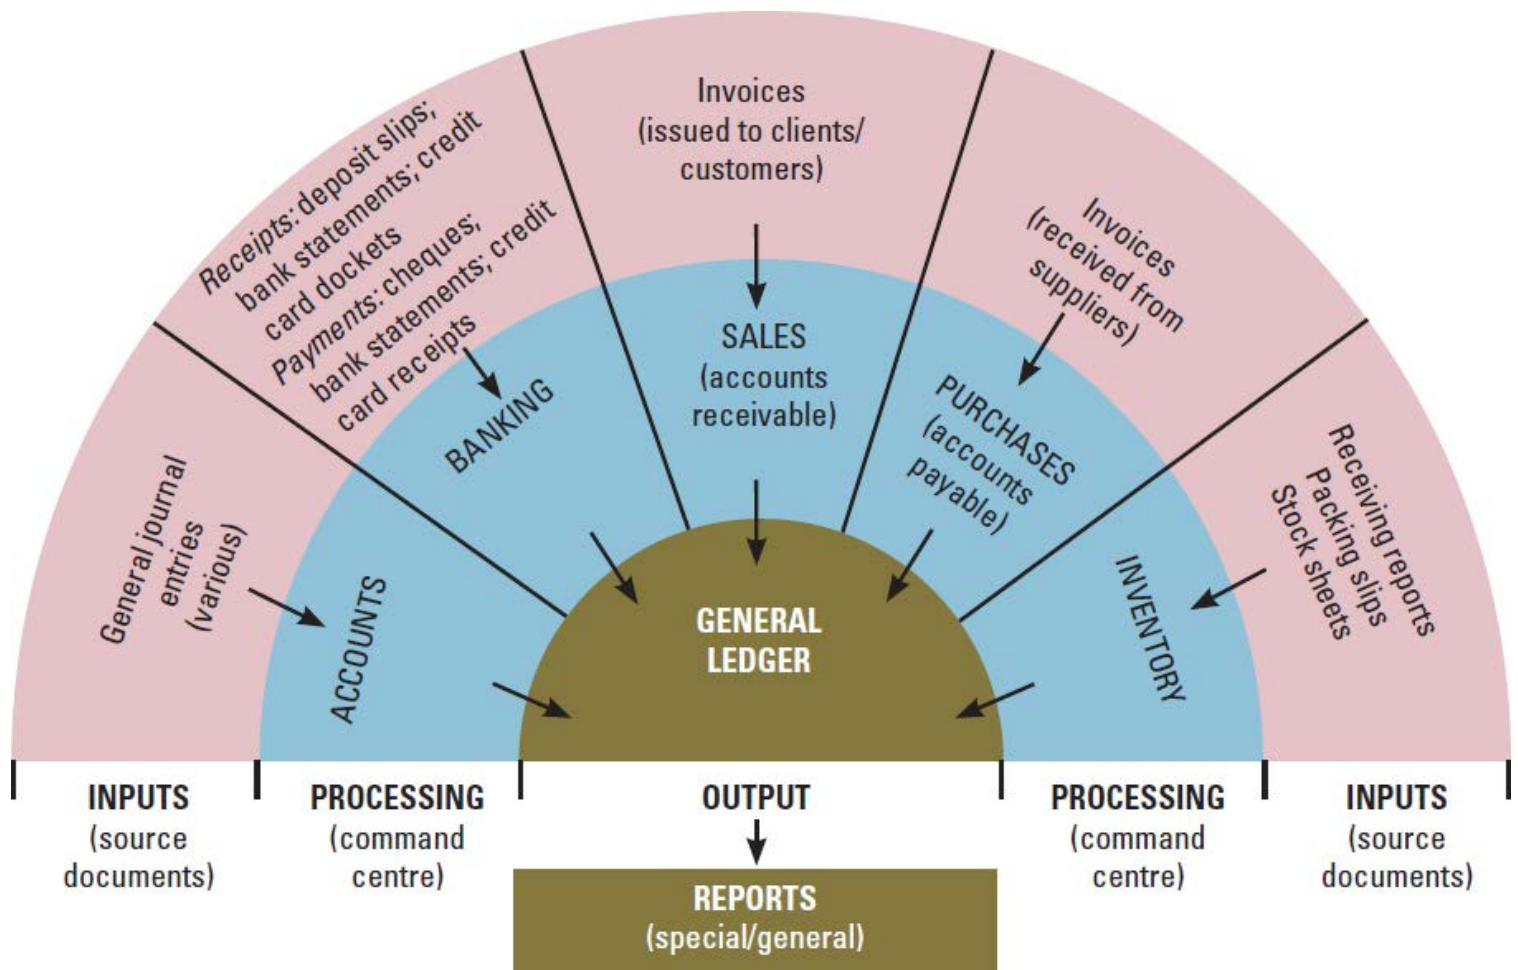 General journal
entries
(various)
ACCOUNTS
Receipts: deposit slips;
bank statements; credit
card dockets
Payments: cheques;
bank statements; credit
card receipts
BANKING
Invoices
(issued to clients/
customers)
SALES
(accounts
receivable)
Invoices
(received from
suppliers)
PURCHASES
(accounts
payable)
Receiving reports
Packing slips
Stock sheets
INVENTORY
GENERAL
LEDGER
INPUTS
(source
documents)
PROCESSING
(command
centre)
OUTPUT
PROCESSING
(command
centre)
INPUTS
(source
documents)
REPORTS
(special/general)